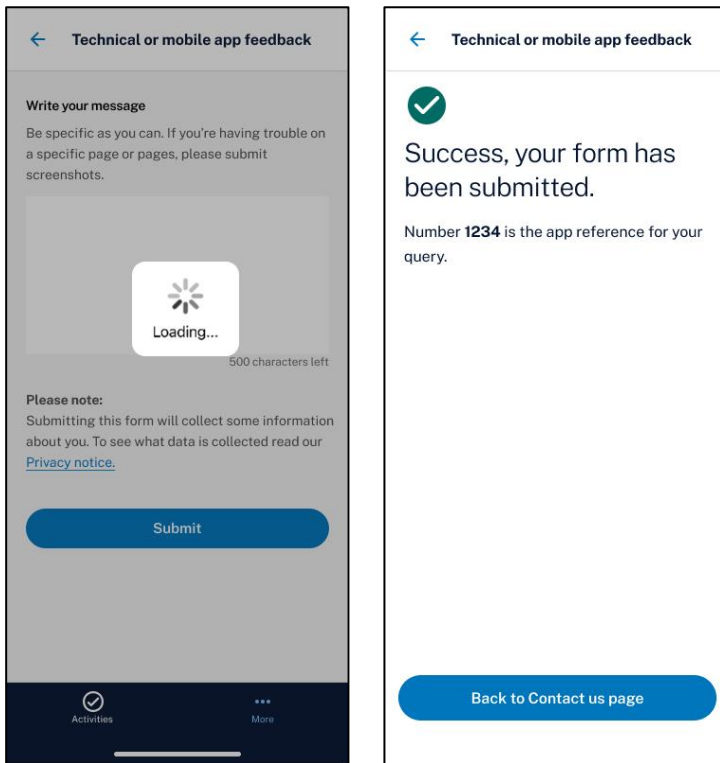 Technical or mobile app feedback
Write your message
Be specific as you can. If you're having trouble on
a specific page or pages, please submit
screenshots.
Loading...
500 characters left
Please note:
Submitting this form will collect some information
about you. To see what data is collected read our
Privacy notice.
Submit
Activities
More
Technical or mobile app feedback
Success, your form has
been submitted.
Number 1234 is the app reference for your
query.
Back to Contact us page